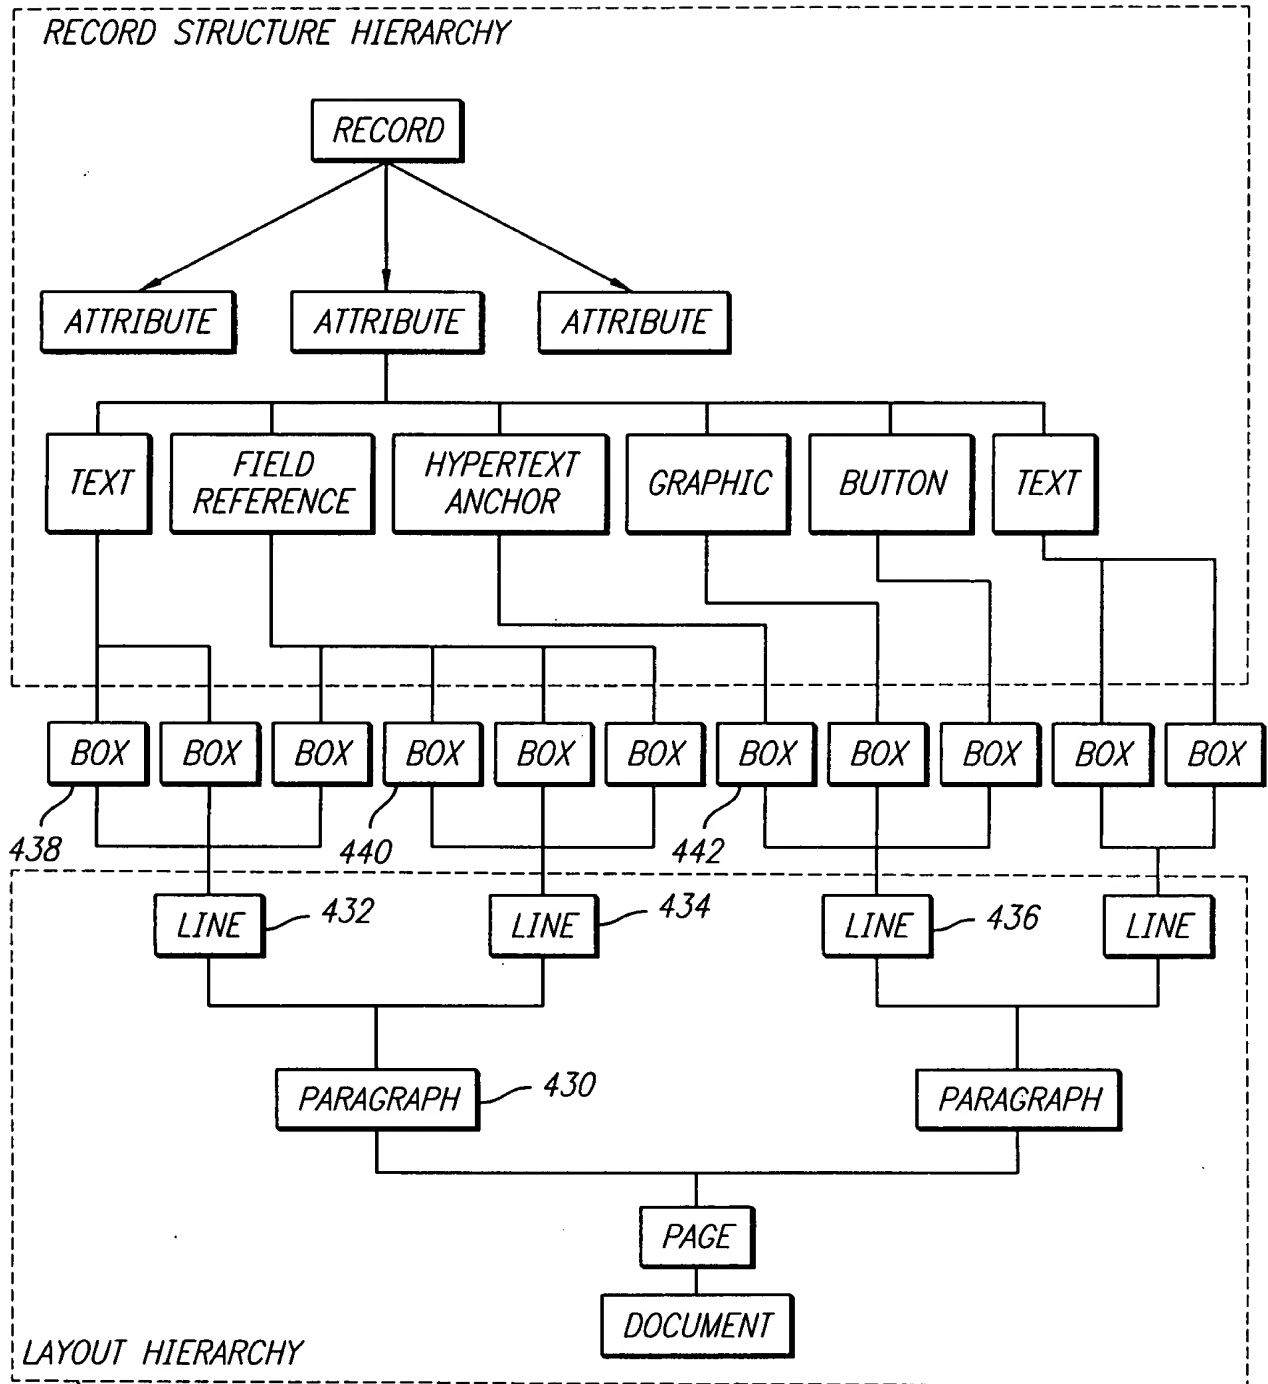 RECORD STRUCTURE HIERARCHY
RECORD
ATTRIBUTE
ATTRIBUTE
ATTRIBUTE
TEXT
FIELD
REFERENCE
HYPERTEXT
ANCHOR
GRAPHIC
BUTTON
TEXT
BOX
BOX
BOX
BOX
BOX
BOX
BOX
BOX
BOX
BOX
BOX
438
440
442
LINE
432
LINE
434
LINE
436
LINE
PARAGRAPH
430
PARAGRAPH
PAGE
DOCUMENT
LAYOUT HIERARCHY